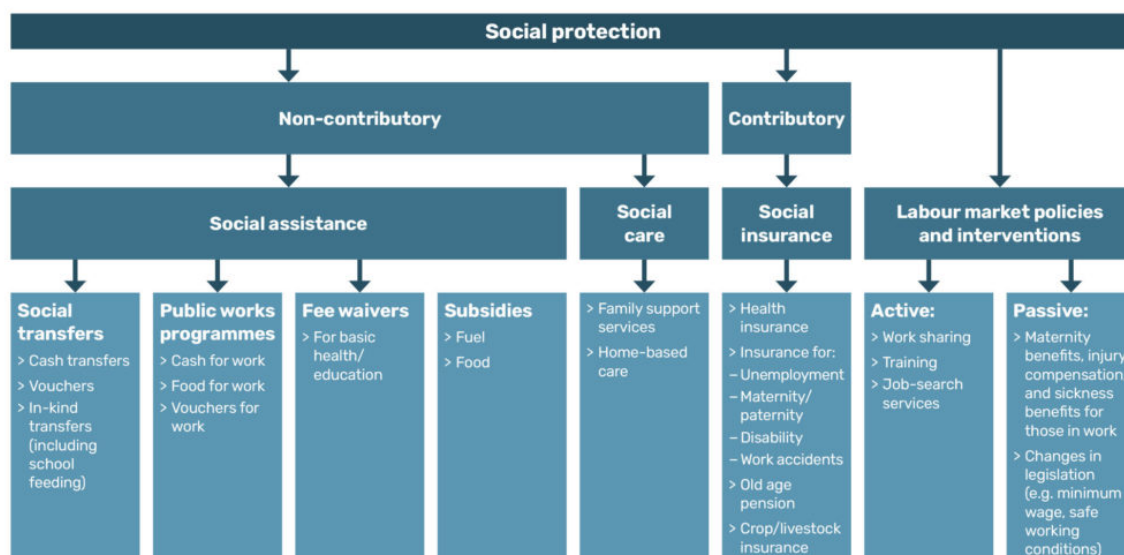 Social protection
Non-contributory
Contributory
Social assistance
Social
care
Social
insurance
Labour market policies
and interventions
Social
transfers
> Cash transfers
> Vouchers
> In-kind
transfers
(including
school
feeding)
Public works
programmes
> Cash for work
> Food for work
> Vouchers for
work
Fee waivers
> For basic
health/
education
Subsidies
> Fuel
> Food
> Family support
services
> Home-based
care
> Health
insurance
> Insurance for:
– Unemployment
– Maternity/
paternity
– Disability
– Work accidents
> Old age
pension
> Crop/livestock
insurance
Active:
> Work sharing
> Training
> Job-search
services
Passive:
> Maternity
benefits, injury
compensation
and sickness
benefits for
those in work
> Changes in
legislation
(e.g. minimum
wage, safe
working
conditions)